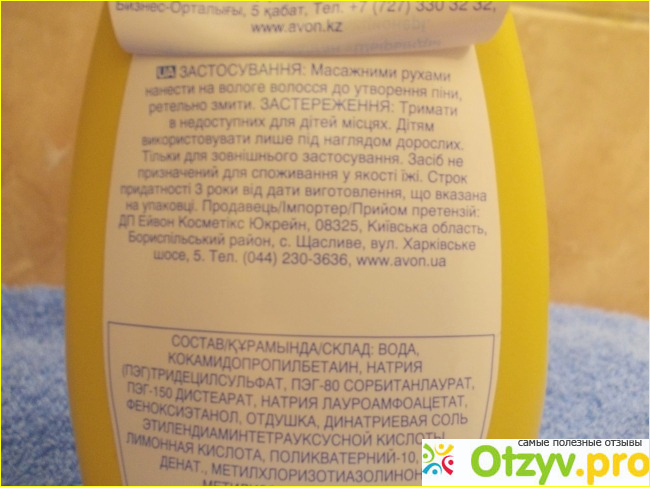 Бизнес-Орталығы, 5 қабат, Тел. +7 (727) 330 32 32,
www.avon.kz
UA ЗАСТОСУВАННЯ: Масажними рухами
нанести на вологе волосся до утворення піни,
ретельно змити. ЗАСТЕРЕЖЕННЯ: Тримати
в недоступних для дітей місцях. Дітям
використовувати лише під наглядом дорослих.
Тільки для зовнішнього застосування. Засіб не
призначений для споживання у якості їжі. Строк
придатності 3 роки від дати виготовлення, що вказана
на упаковці. Продавець/Імпортер/Прийом претензій:
ДП Ейвон Косметікс Юкрейн, 08325, Київська область,
Бориспільський район, с. Щасливе, вул. Харківське
шосе, 5. Тел. (044) 230-3636, www.avon.ua
СОСТАВ/ҚҰРАМЫНДА/СКЛАД: ВОДА,
КОКАМИДОПРОПИЛБЕТАИН, НАТРИЯ
(ПЭГ)ТРИДЕЦИЛСУЛЬФАТ, ПЭГ-80 СОРБИТАНЛАУРАТ,
ПЭГ-150 ДИСТЕАРАТ, НАТРИЯ ЛАУРОАМФОАЦЕТАТ,
ФЕНОКСИЭТАНОЛ, ОТДУШКА, ДИНАТРИЕВАЯ СОЛЬ
ЭТИЛЕНДИАМИНТЕТРАУКСУСНОЙ КИСЛОТЫ,
ЛИМОННАЯ КИСЛОТА, ПОЛИКВАТЕРНИЙ-10,
ДЕНАТ., МЕТИЛХЛОРИЗОТИАЗОЛИНОН
самые полезные отзывы
Otzyv.pro